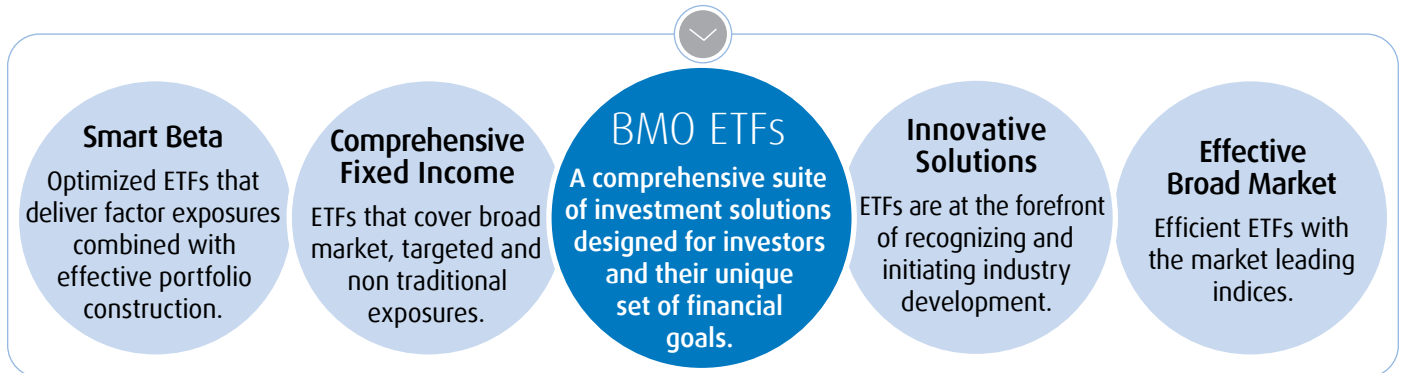 Smart Beta
Optimized ETFs that
deliver factor exposures
combined with
effective portfolio
construction.
Comprehensive
Fixed Income
ETFs that cover broad
market, targeted and
non traditional
exposures.
BMO ETFs
A comprehensive suite
of investment solutions
designed for investors
and their unique
set of financial
goals.
Innovative
Solutions
ETFs are at the forefront
of recognizing and
initiating industry
development.
Effective
Broad Market
Efficient ETFs with
the market leading
indices.